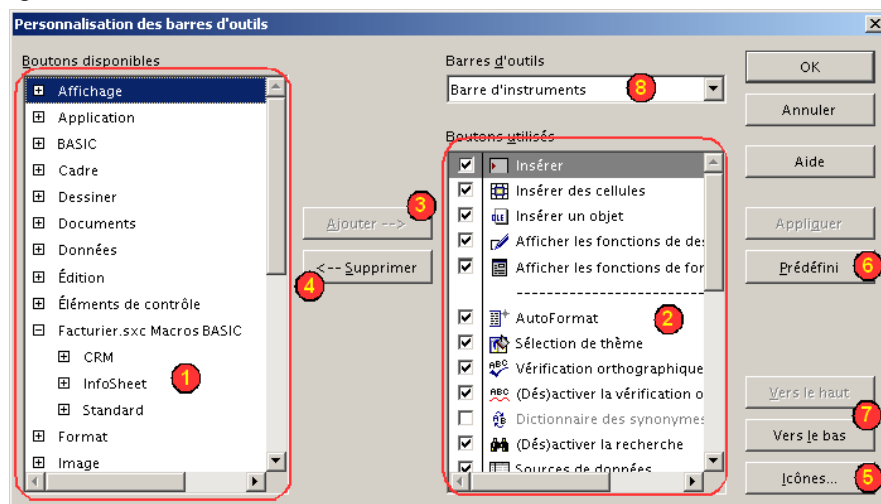 Personnalisation des barres d'outils
Boutons disponibles
Affichage
Application
BASIC
Cadre
Dessiner
Documents
Données
Édition
Éléments de contrôle
Facturier.sxc Macros BASIC
CRM
InfoSheet
1
Standard
Format
Image
Ajouter -->
3
<-- Supprimer
4
Barres d'outils
Barre d'instruments
8
Boutons utilisés
Insérer
Insérer des cellules
Insérer un objet
Afficher les fonctions de de
Afficher les fonctions de for
AutoFormat
2
Sélection de thème
Vérification orthographique
(Dés)activer la vérification o
Dictionnaire des synonymes
(Dés)activer la recherche
Sources de données
OK
Annuler
Aide
Appliquer
Prédéfini
6
Vers le haut
7
Vers le bas
Icônes...
5